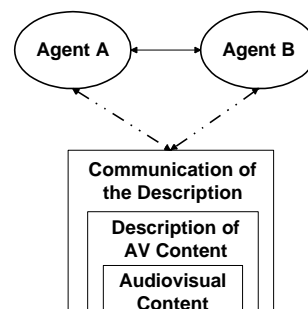 Agent A
Agent B
Communication of
the Description
Description of
AV Content
Audiovisual
Content